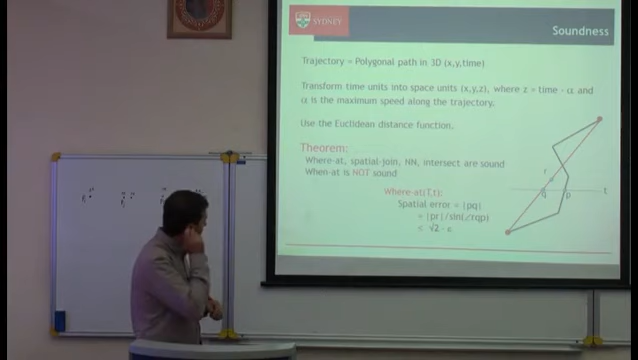 SYDNEY
Soundness
Trajectory = Polygonal path in 3D (x,y,time)
Transform time units into space units (x,y,z), where z = time · α and
α is the maximum speed along the trajectory.
Use the Euclidean distance function.
Theorem:
Where-at, spatial-join, NN, intersect are sound
When-at is NOT sound
Where-at(T,t):
Spatial error = |pq|
= |pr|/sin(∠rqp)
≤ √2 · ε
r
q
p
t